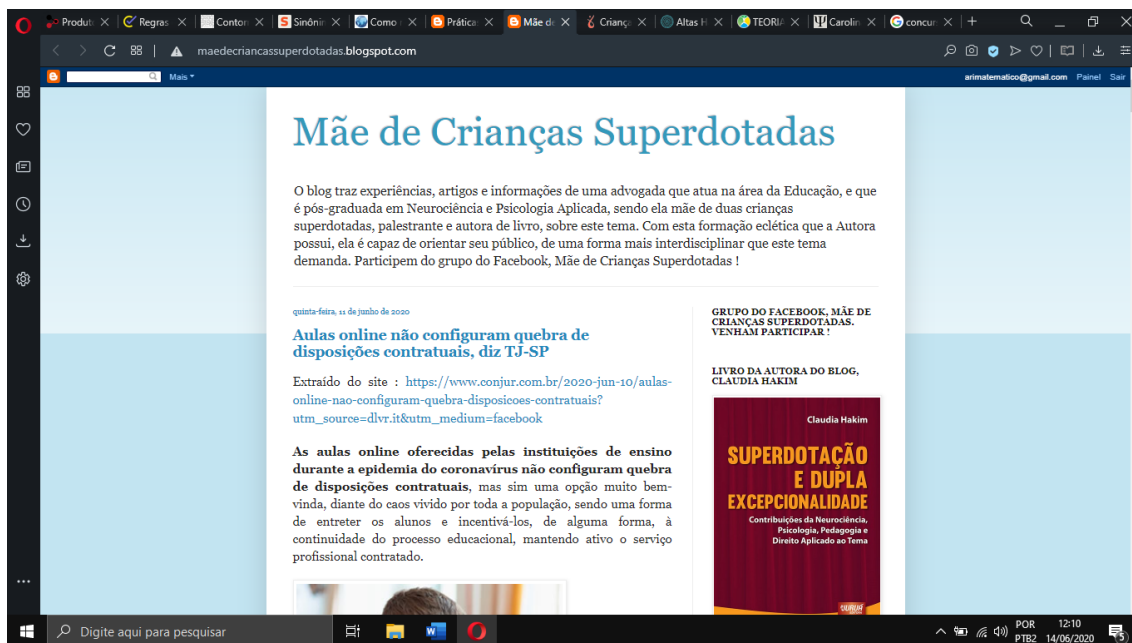 Produt
Regras
Contorn
Sinônin
Como
Prática
Mãe de
Criança
Altas H
TEORIA
Carolin
concur
maedecriancassuperdotadas.blogspot.com
Mais
arimatematico@gmail.com Painel Sair
Mãe de Crianças Superdotadas
O blog traz experiências, artigos e informações de uma advogada que atua na área da Educação, e que
é pós-graduada em Neurociência e Psicologia Aplicada, sendo ela mãe de duas crianças
superdotadas, palestrante e autora de livro, sobre este tema. Com esta formação eclética que a Autora
possui, ela é capaz de orientar seu público, de uma forma mais interdisciplinar que este tema
demanda. Participem do grupo do Facebook, Mãe de Crianças Superdotadas !
quinta-feira, 11 de junho de 2020
Aulas online não configuram quebra de
disposições contratuais, diz TJ-SP
Extraído do site : https://www.conjur.com.br/2020-jun-10/aulas-
online-nao-configuram-quebra-disposicoes-contratuais?
utm_source=dlvr.it&utm_medium=facebook
As aulas online oferecidas pelas instituições de ensino
durante a epidemia do coronavírus não configuram quebra
de disposições contratuais, mas sim uma opção muito bem-
vinda, diante do caos vivido por toda a população, sendo uma forma
de entreter os alunos e incentivá-los, de alguma forma, à
continuidade do processo educacional, mantendo ativo o serviço
profissional contratado.
GRUPO DO FACEBOOK, MÃE DE
CRIANÇAS SUPERDOTADAS.
VENHAM PARTICIPAR !
LIVRO DA AUTORA DO BLOG,
CLAUDIA HAKIM
Claudia Hakim
SUPERDOTAÇÃO
E DUPLA
EXCEPCIONALIDADE
Contribuições da Neurociência,
Psicologia, Pedagogia e
Direito Aplicado ao Tema
JURUÁ
Digite aqui para pesquisar
POR
PTB2
12:10
14/06/2020
5